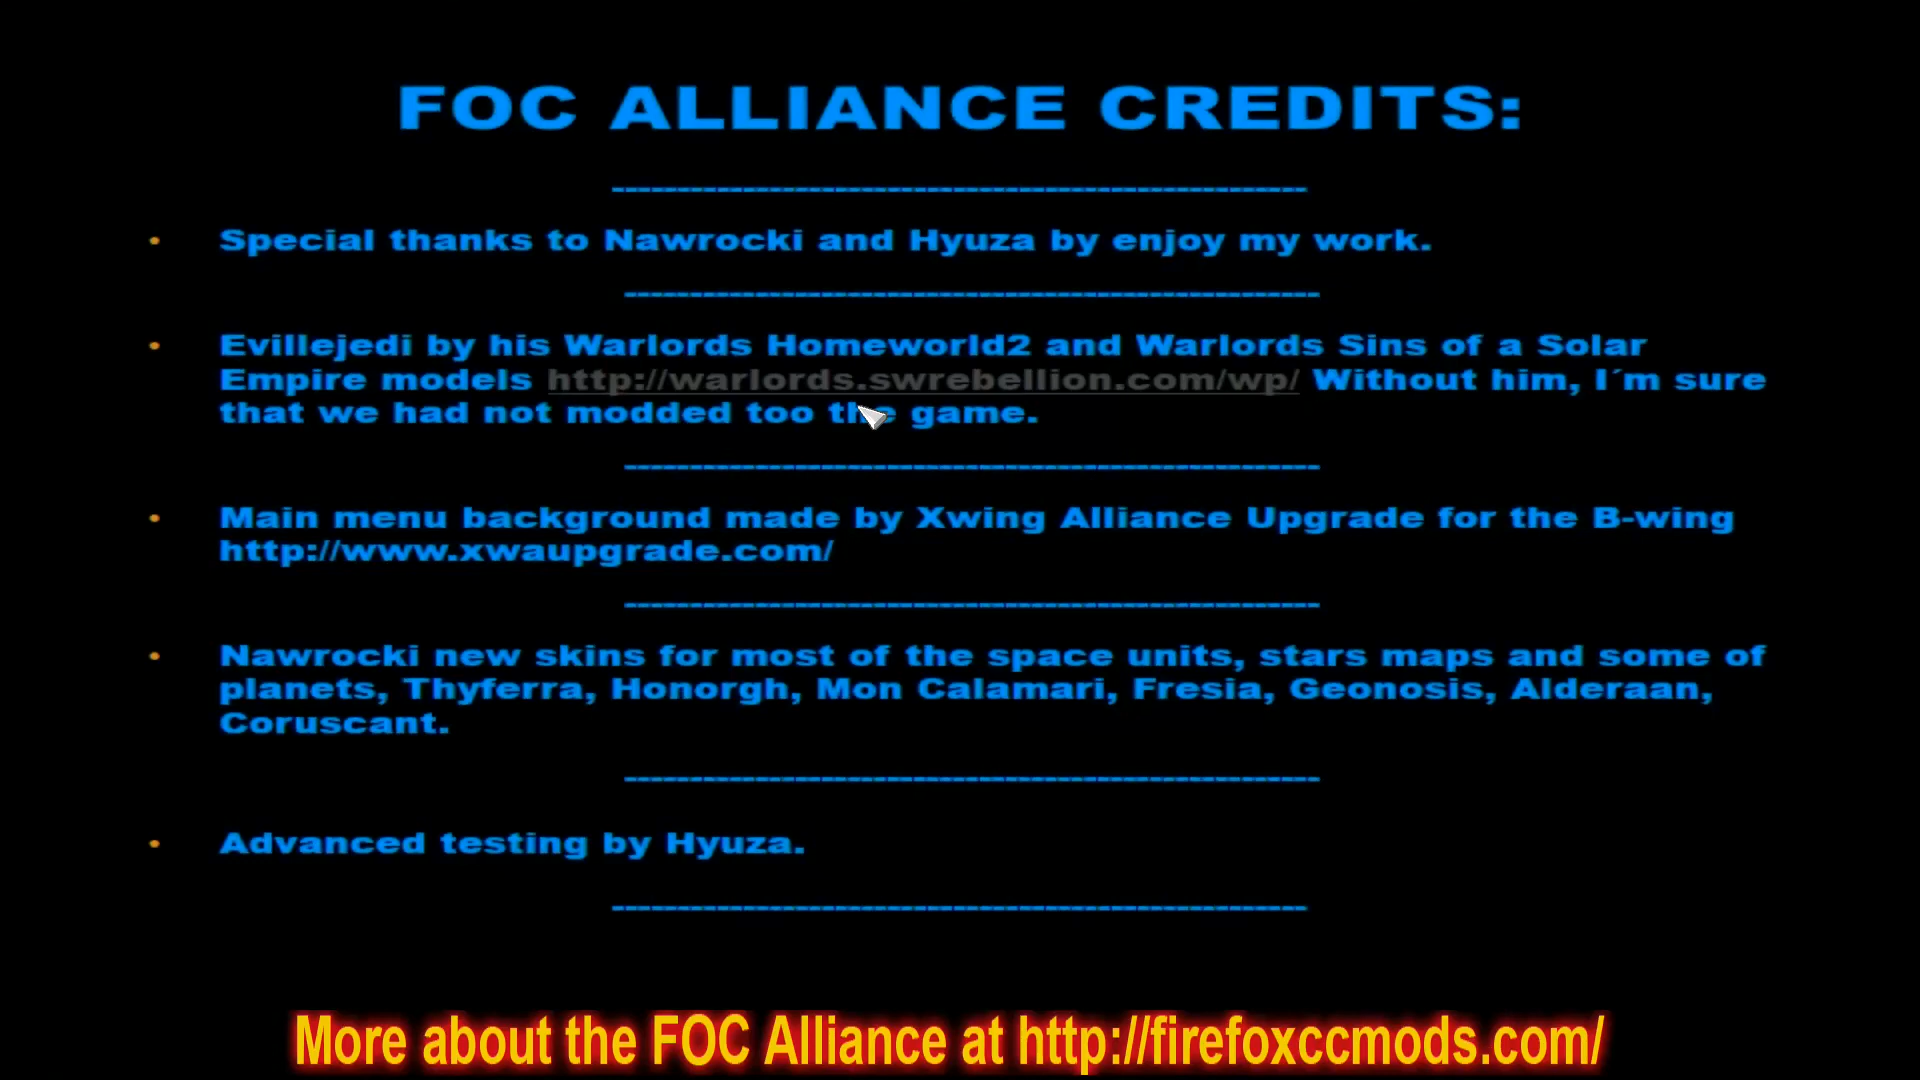 FOC ALLIANCE CREDITS:
-----------------------------------------------------
• Special thanks to Nawrocki and Hyuza by enjoy my work.
-----------------------------------------------------
• Evillejedi by his Warlords Homeworld2 and Warlords Sins of a Solar
Empire models http://warlords.swrebellion.com/wp/ Without him, I´m sure
that we had not modded too the game.
-----------------------------------------------------
• Main menu background made by Xwing Alliance Upgrade for the B-wing
http://www.xwaupgrade.com/
-----------------------------------------------------
• Nawrocki new skins for most of the space units, stars maps and some of
planets, Thyferra, Honorgh, Mon Calamari, Fresia, Geonosis, Alderaan,
Coruscant.
-----------------------------------------------------
• Advanced testing by Hyuza.
-----------------------------------------------------
More about the FOC Alliance at http://firefoxccmods.com/